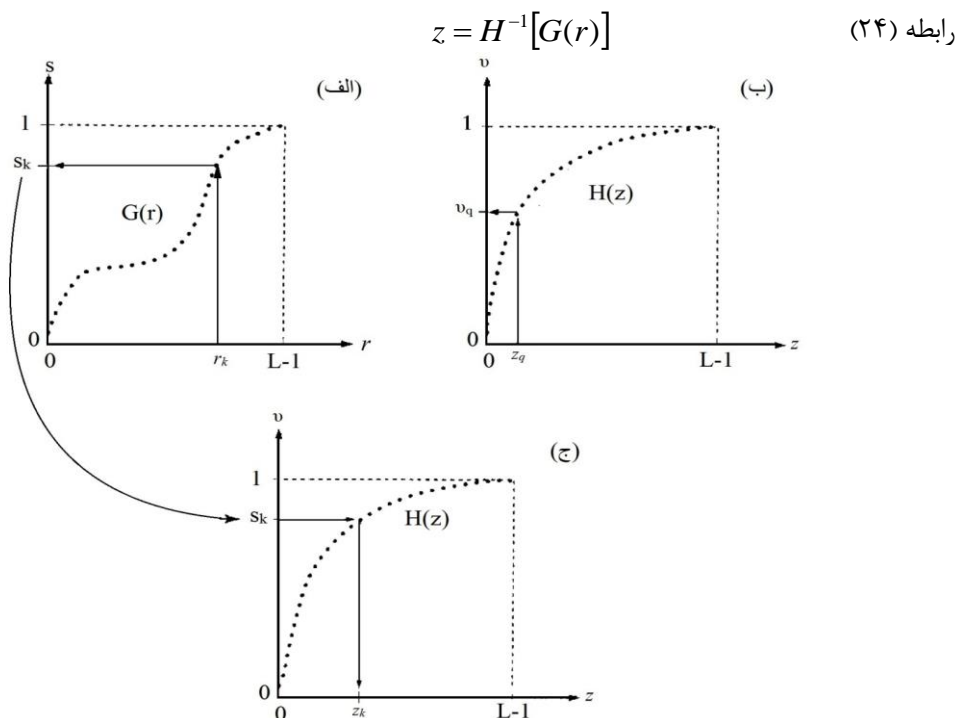 z = H⁻¹[G(r)] رابطه (۲۴)
(الف)
s
1
s_k
G(r)
0
0
r_k
L-1
r
(ب)
υ
1
υ_q
H(z)
0
0
z_q
L-1
z
(ج)
υ
1
s_k
H(z)
0
0
z_k
L-1
z